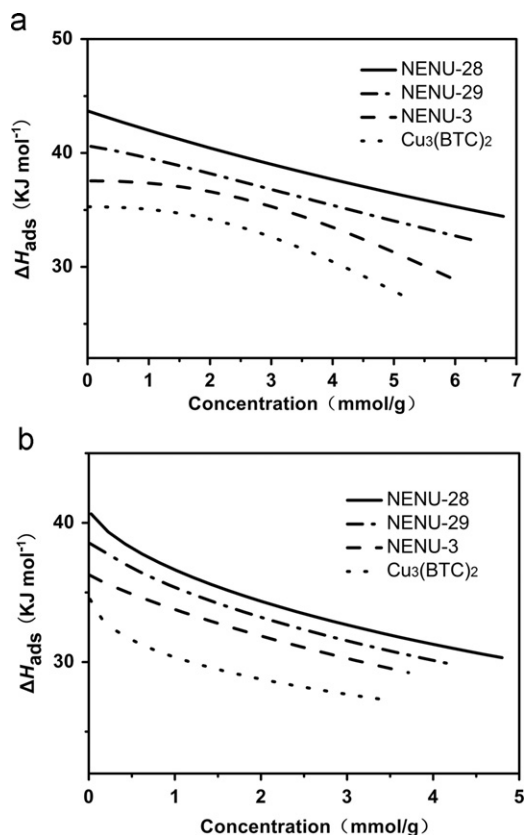 a
50
40
30
ΔHads (KJ mol⁻¹)
NENU-28
NENU-29
NENU-3
Cu₃(BTC)₂
0 1 2 3 4 5 6 7
Concentration（mmol/g）
b
40
30
ΔHads (KJ mol⁻¹)
NENU-28
NENU-29
NENU-3
Cu₃(BTC)₂
0 1 2 3 4 5
Concentration（mmol/g）